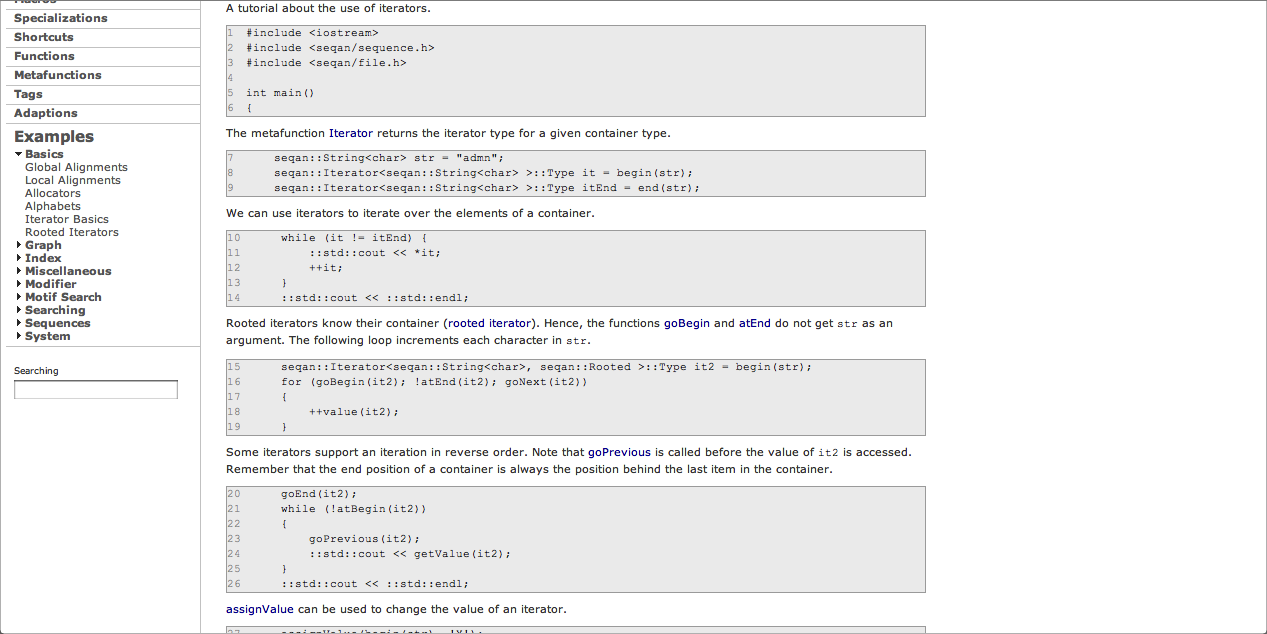 Macros
Specializations
Shortcuts
Functions
Metafunctions
Tags
Adaptions
Examples
Basics
Global Alignments
Local Alignments
Allocators
Alphabets
Iterator Basics
Rooted Iterators
Graph
Index
Miscellaneous
Modifier
Motif Search
Searching
Sequences
System
Searching
A tutorial about the use of iterators.
1 #include <iostream>
2 #include <seqan/sequence.h>
3 #include <seqan/file.h>
4
5 int main()
6 {
The metafunction Iterator returns the iterator type for a given container type.
7 seqan::String<char> str = "admn";
8 seqan::Iterator<seqan::String<char> >::Type it = begin(str);
9 seqan::Iterator<seqan::String<char> >::Type itEnd = end(str);
We can use iterators to iterate over the elements of a container.
10 while (it != itEnd) {
11 ::std::cout << *it;
12 ++it;
13 }
14 ::std::cout << ::std::endl;
Rooted iterators know their container (rooted iterator). Hence, the functions goBegin and atEnd do not get str as an
argument. The following loop increments each character in str.
15 seqan::Iterator<seqan::String<char>, seqan::Rooted >::Type it2 = begin(str);
16 for (goBegin(it2); !atEnd(it2); goNext(it2))
17 {
18 ++value(it2);
19 }
Some iterators support an iteration in reverse order. Note that goPrevious is called before the value of it2 is accessed.
Remember that the end position of a container is always the position behind the last item in the container.
20 goEnd(it2);
21 while (!atBegin(it2))
22 {
23 goPrevious(it2);
24 ::std::cout << getValue(it2);
25 }
26 ::std::cout << ::std::endl;
assignValue can be used to change the value of an iterator.
27 assignValue(begin(str), 'X');